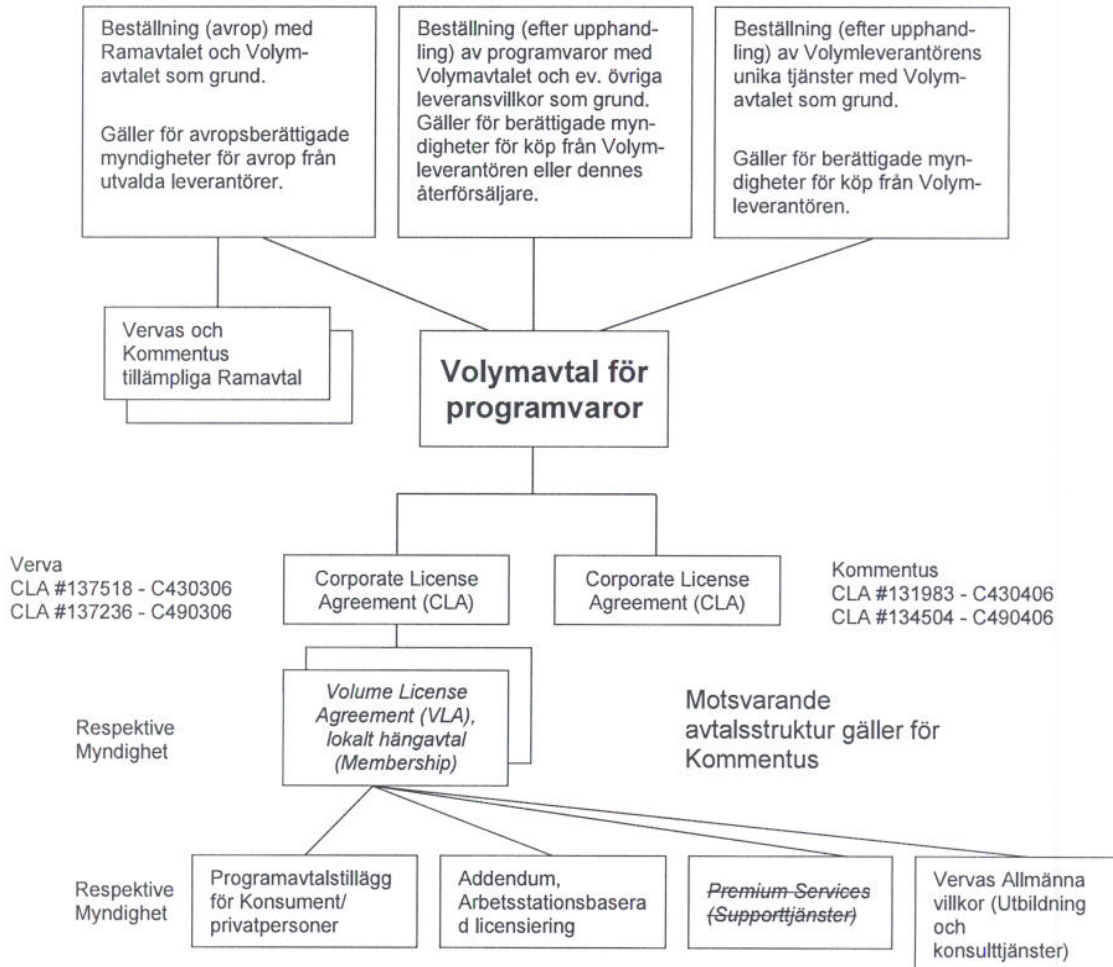 Beställning (avrop) med
Ramavtalet och Volym-
avtalet som grund.
Gäller för avropsberättigade
myndigheter för avrop från
utvalda leverantörer.
Beställning (efter upphand-
ling) av programvaror med
Volymavtalet och ev. övriga
leveransvillkor som grund.
Gäller för berättigade myn-
digheter för köp från Volym-
leverantören eller dennes
återförsäljare.
Beställning (efter upphand-
ling) av Volymleverantörens
unika tjänster med Volym-
avtalet som grund.
Gäller för berättigade myn-
digheter för köp från Volym-
leverantören.
Vervas och
Kommentus
tillämpliga Ramavtal
Volymavtal för
programvaror
Verva
CLA #137518 - C430306
CLA #137236 - C490306
Corporate License
Agreement (CLA)
Corporate License
Agreement (CLA)
Kommentus
CLA #131983 - C430406
CLA #134504 - C490406
Respektive
Myndighet
Volume License
Agreement (VLA),
lokalt hängavtal
(Membership)
Motsvarande
avtalsstruktur gäller för
Kommentus
Respektive
Myndighet
Programavtalstillägg
för Konsument/
privatpersoner
Addendum,
Arbetsstationsbasera
d licensiering
Premium Services
(Supporttjänster)
Vervas Allmänna
villkor (Utbildning
och
konsulttjänster)